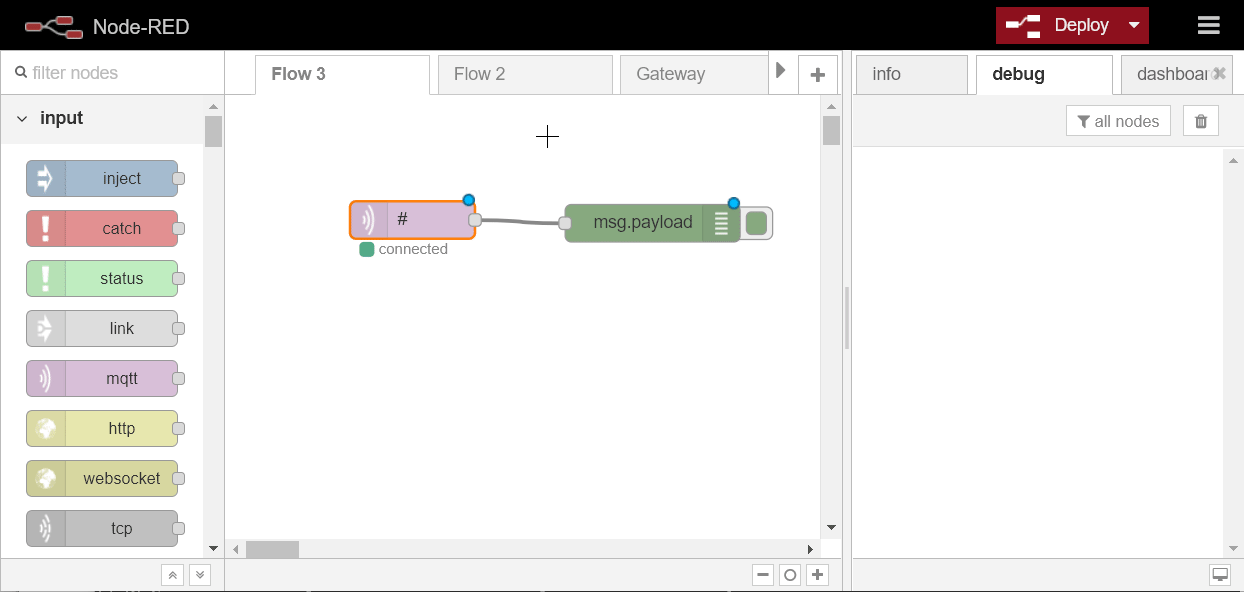 Node-RED
Deploy
filter nodes
Flow 3
Flow 2
Gateway
info
debug
dashboar
input
all nodes
inject
catch
#
msg.payload
connected
status
link
mqtt
http
websocket
tcp